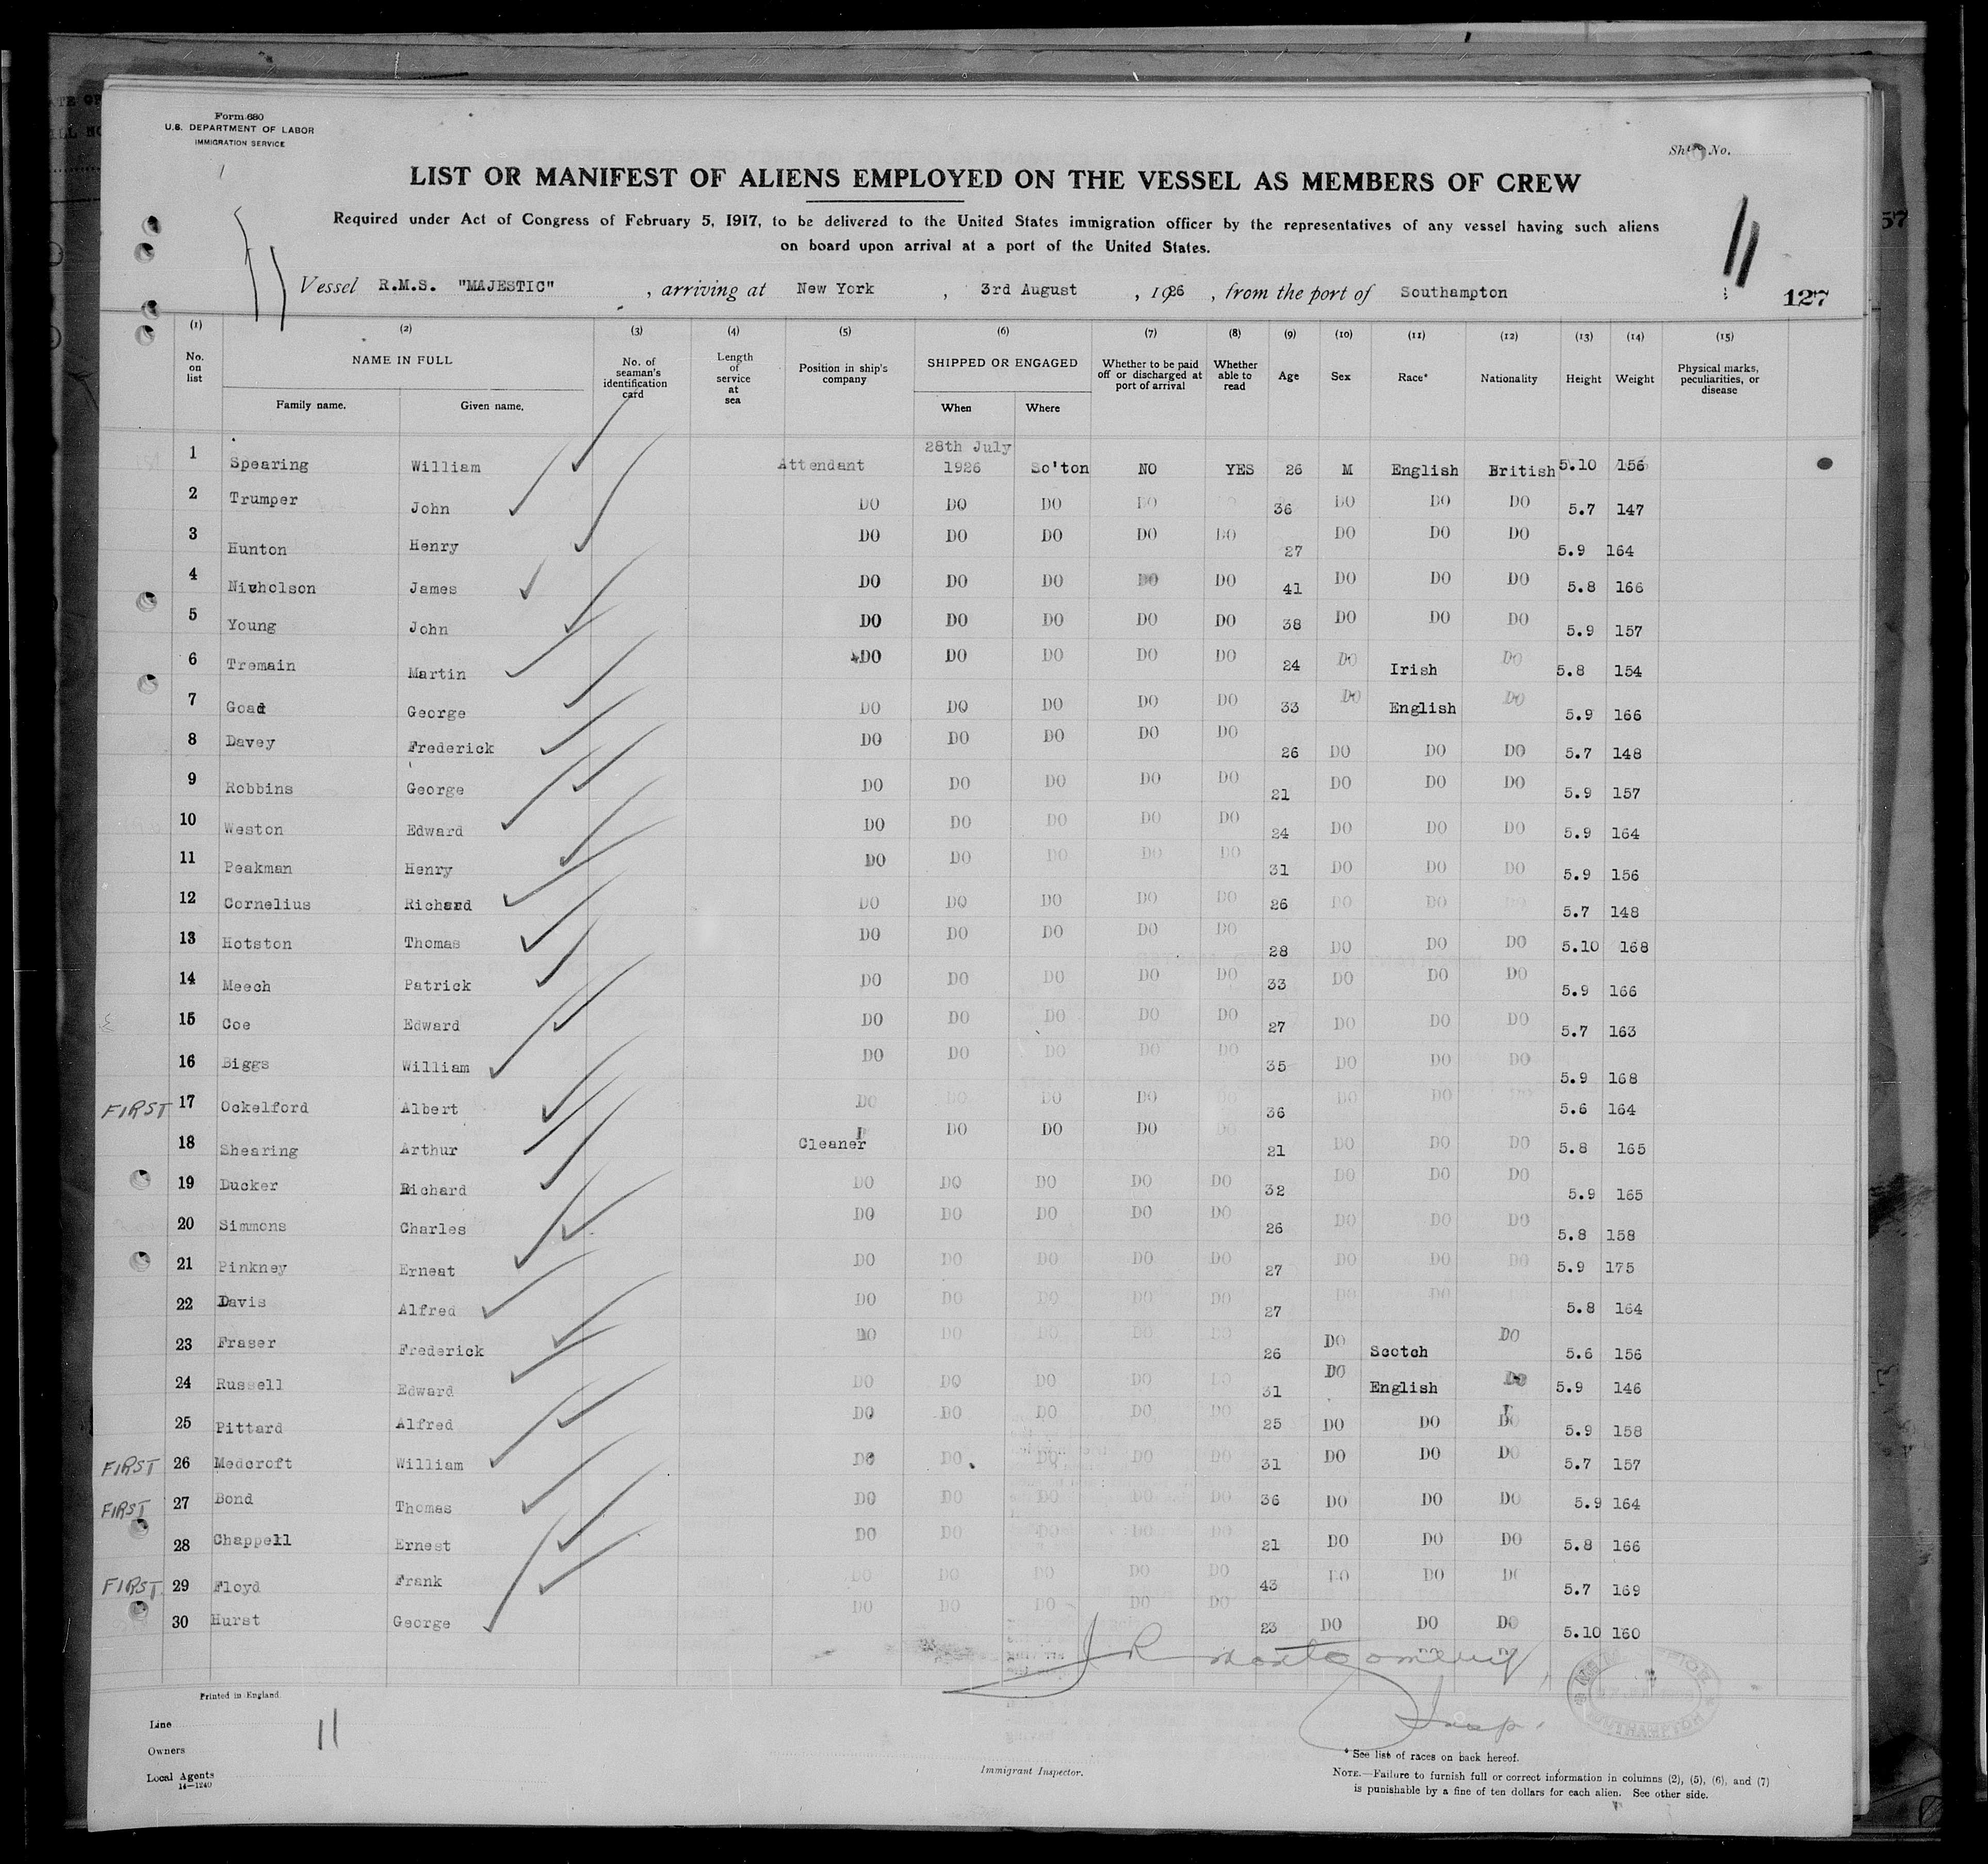 Form 680
U.S. DEPARTMENT OF LABOR
IMMIGRATION SERVICE
No.
LIST OR MANIFEST OF ALIENS EMPLOYED ON THE VESSEL AS MEMBERS OF CREW
Required under Act of Congress of February 5, 1917, to be delivered to the United States immigration officer by the representatives of any vessel having such aliens
on board upon arrival at a port of the United States.
Vessel R.M.S. "MAJESTIC", arriving at New York, 3rd August, 1926, from the port of Southampton 127
(1) (2) (3) (4) (5) (6) (7) (8) (9) (10) (11) (12) (13) (14) (15)
No. on list NAME IN FULL Family name. Given name. No. of seaman's identification card Length of service at sea Position in ship's company SHIPPED OR ENGAGED When Where Whether to be paid off or discharged at port of arrival Whether able to read Age Sex Race* Nationality Height Weight Physical marks, peculiarities, or disease
1 Spearing William Attendant 28th July 1926 So'ton NO YES 26 M English British 5.10 156
2 Trumper John DO DO DO DO 36 DO DO DO 5.7 147
3 Hunton Henry DO DO DO DO DO 27 DO DO DO 5.9 164
4 Nicholson James DO DO DO DO DO 41 DO DO DO 5.8 166
5 Young John DO DO DO DO DO 38 DO DO DO 5.9 157
6 Tremain Martin DO DO DO DO DO 24 DO Irish DO 5.8 154
7 Goad George DO DO DO DO DO 33 DO English DO 5.9 166
8 Davey Frederick DO DO DO DO DO 26 DO DO DO 5.7 148
9 Robbins George DO DO DO DO DO 21 DO DO DO 5.9 157
10 Weston Edward DO DO DO DO DO 24 DO DO DO 5.9 164
11 Peakman Henry DO DO DO DO DO 31 DO DO DO 5.9 156
12 Cornelius Richard DO DO DO DO DO 26 DO DO 5.7 148
13 Hotston Thomas DO DO DO DO DO 28 DO DO DO 5.10 168
14 Meech Patrick DO DO DO DO DO 33 DO DO DO 5.9 166
15 Coe Edward DO DO DO DO DO 27 DO DO DO 5.7 163
16 Biggs William DO DO DO DO DO 35 DO DO DO 5.9 168
FIRST 17 Ockelford Albert DO DO DO DO DO 36 DO DO DO 5.6 164
18 Shearing Arthur Cleaner DO DO DO DO 21 DO DO DO 5.8 165
19 Ducker Richard DO DO DO DO DO 32 DO DO DO 5.9 165
20 Simmons Charles DO DO DO DO DO 26 DO DO DO 5.8 158
21 Pinkney Erneat DO DO DO DO DO 27 DO DO DO 5.9 175
22 Davis Alfred DO DO DO DO DO 27 DO DO DO 5.8 164
23 Fraser Frederick DO DO DO DO DO 26 DO Scotch DO 5.6 156
24 Russell Edward DO DO DO DO DO 31 DO English DO 5.9 146
25 Pittard Alfred DO DO DO DO DO 25 DO DO DO 5.9 158
FIRST 26 Medcroft William DO DO DO DO DO 31 DO DO DO 5.7 157
FIRST 27 Bond Thomas DO DO DO DO DO 36 DO DO DO 5.9 164
28 Chappell Ernest DO DO DO DO DO 21 DO DO DO 5.8 166
FIRST 29 Floyd Frank DO DO DO DO DO 43 DO DO DO 5.7 169
30 Hurst George DO DO DO DO DO 23 DO DO DO 5.10 160
J R Montgomery
Printed in England.
Line
11
Owners
Local Agents
14—1240
Immigrant Inspector.
SOUTHAMPTON
* See list of races on back hereof.
NOTE.—Failure to furnish full or correct information in columns (2), (5), (6), and (7)
is punishable by a fine of ten dollars for each alien. See other side.